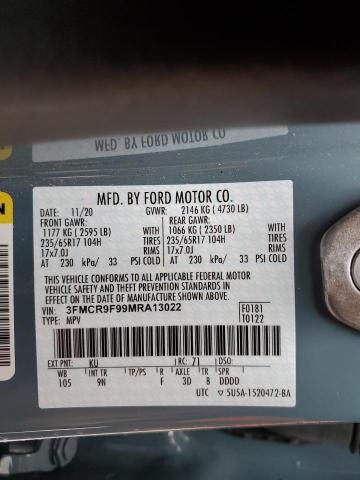 BY FORD MOTOR CO.
MFD. BY FORD MOTOR CO.
DATE: 11/20 GVWR: 2146 KG ( 4730 LB)
FRONT GAWR: REAR GAWR:
1177 KG ( 2595 LB) 1066 KG ( 2350 LB)
235/65R17 104H TIRES 235/65R17 104H TIRES
17x7.0J RIMS 17x7.0J RIMS
AT 230 kPa/ 33 PSI COLD AT 230 kPa/ 33 PSI COLD
THIS VEHICLE CONFORMS TO ALL APPLICABLE FEDERAL MOTOR VEHICLE SAFETY AND THEFT PREVENTION STANDARDS IN EFFECT ON THE DATE OF MANUFACTURE SHOWN ABOVE.
VIN: 3FMCR9F99MRA13022 F0181
TYPE: MPV T0122
EXT PNT: KU RC: 71 DSO:
WB INT TR TP/PS R AXLE TR
105 9N F 3D 8 DDDD
UTC 5U5A-1520472-BA